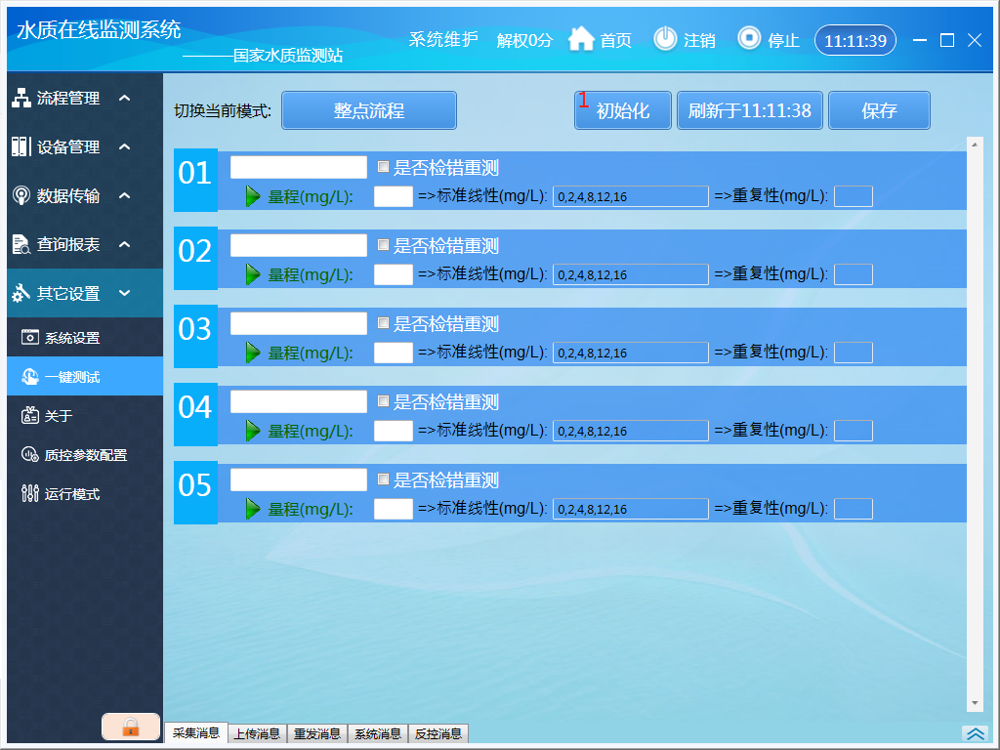 水质在线监测系统
———国家水质监测站
系统维护 解权0分 首页 注销 停止 11:11:39
流程管理
设备管理
数据传输
查询报表
其它设置
系统设置
一键测试
关于
质控参数配置
运行模式
切换当前模式: 整点流程 1 初始化 刷新于11:11:38 保存
01 是否检错重测
量程(mg/L): =>标准线性(mg/L): 0,2,4,8,12,16 =>重复性(mg/L):
02 是否检错重测
量程(mg/L): =>标准线性(mg/L): 0,2,4,8,12,16 =>重复性(mg/L):
03 是否检错重测
量程(mg/L): =>标准线性(mg/L): 0,2,4,8,12,16 =>重复性(mg/L):
04 是否检错重测
量程(mg/L): =>标准线性(mg/L): 0,2,4,8,12,16 =>重复性(mg/L):
05 是否检错重测
量程(mg/L): =>标准线性(mg/L): 0,2,4,8,12,16 =>重复性(mg/L):
采集消息 上传消息 重发消息 系统消息 反控消息